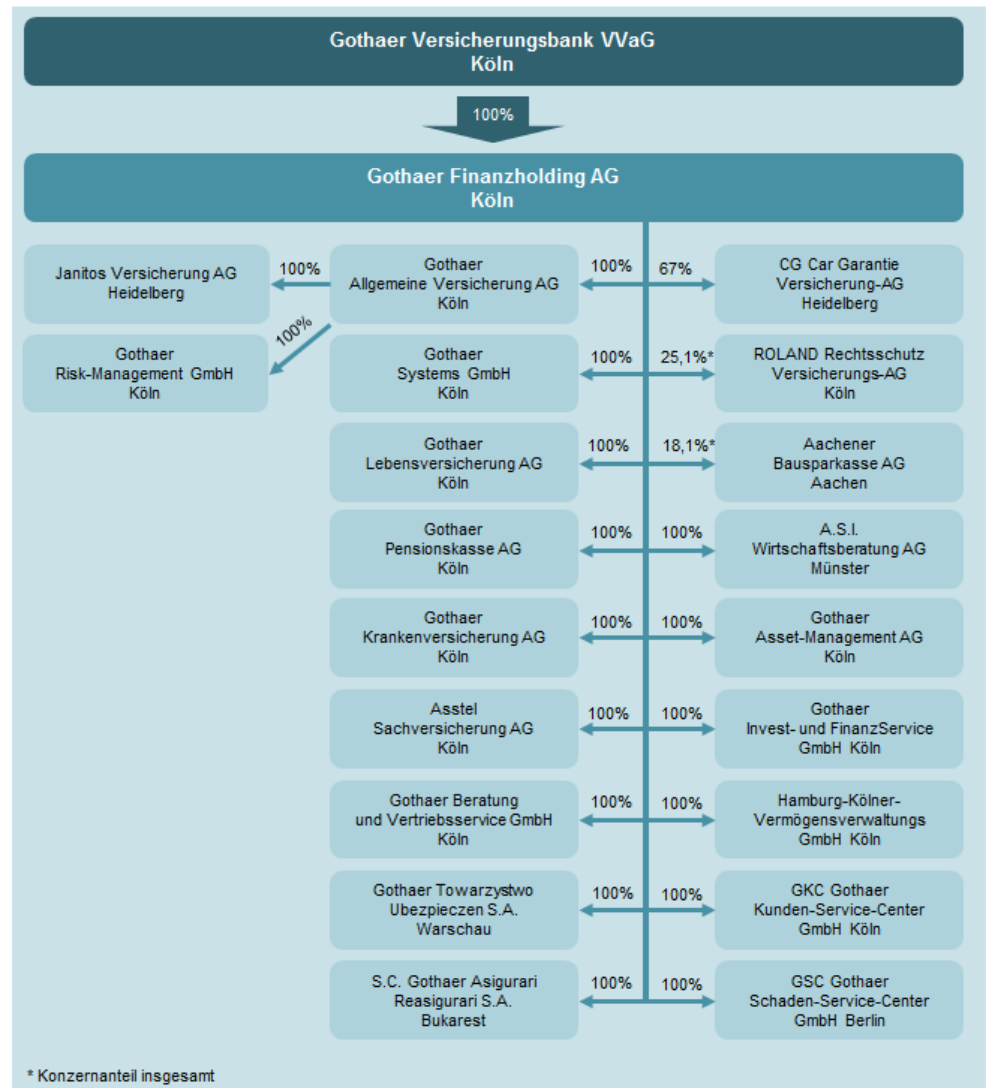 Gothaer Versicherungsbank VVaG
Köln
100%
Gothaer Finanzholding AG
Köln
Janitos Versicherung AG
Heidelberg
100%
Gothaer
Allgemeine Versicherung AG
Köln
100%
67%
CG Car Garantie
Versicherung-AG
Heidelberg
100%
Gothaer
Risk-Management GmbH
Köln
Gothaer
Systems GmbH
Köln
100%
25,1%*
ROLAND Rechtsschutz
Versicherungs-AG
Köln
Gothaer
Lebensversicherung AG
Köln
100%
18,1%*
Aachener
Bausparkasse AG
Aachen
Gothaer
Pensionskasse AG
Köln
100%
100%
A.S.I.
Wirtschaftsberatung AG
Münster
Gothaer
Krankenversicherung AG
Köln
100%
100%
Gothaer
Asset-Management AG
Köln
Asstel
Sachversicherung AG
Köln
100%
100%
Gothaer
Invest- und FinanzService
GmbH Köln
Gothaer Beratung
und Vertriebsservice GmbH
Köln
100%
100%
Hamburg-Kölner-
Vermögensverwaltungs
GmbH Köln
Gothaer Towarzystwo
Ubezpieczen S.A.
Warschau
100%
100%
GKC Gothaer
Kunden-Service-Center
GmbH Köln
S.C. Gothaer Asigurari
Reasigurari S.A.
Bukarest
100%
100%
GSC Gothaer
Schaden-Service-Center
GmbH Berlin
* Konzernanteil insgesamt